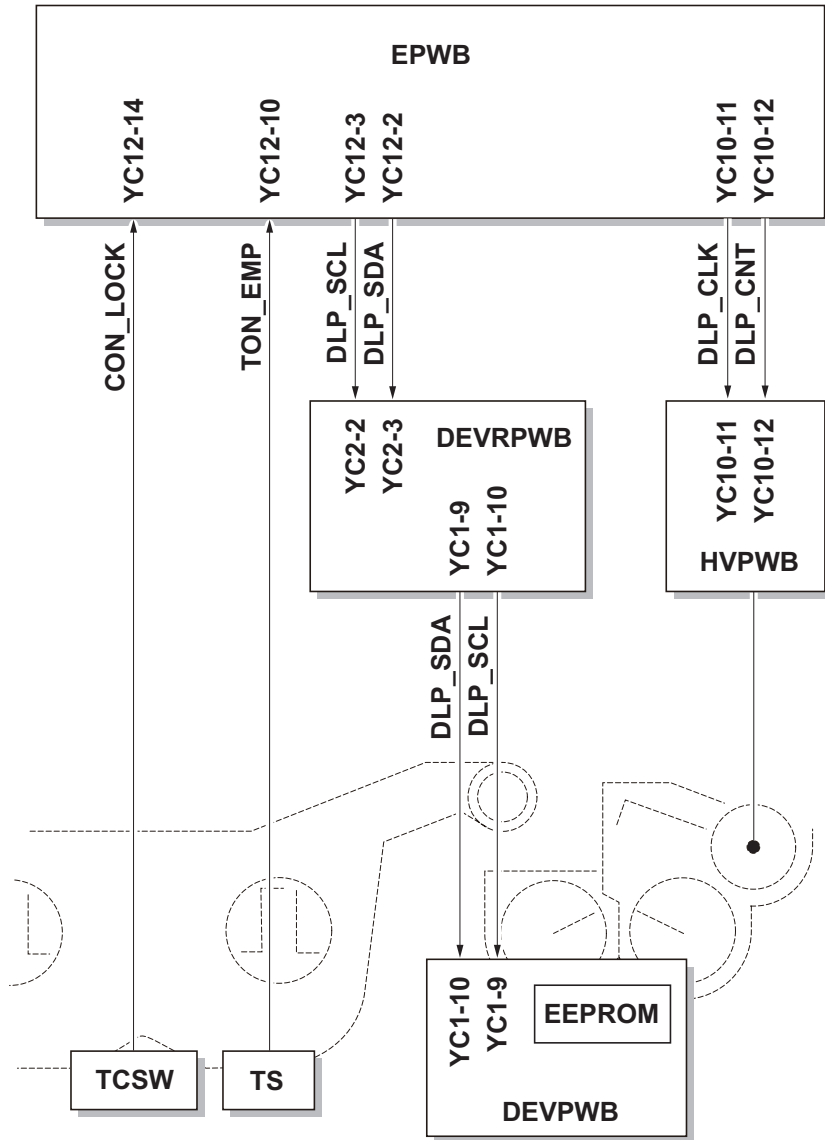 EPWB
YC12-14
YC12-10
YC12-3
YC12-2
YC10-11
YC10-12
CON_LOCK
TON_EMP
DLP_SCL
DLP_SDA
DLP_CLK
DLP_CNT
YC2-2
YC2-3
DEVRPWB
YC1-9
YC1-10
YC10-11
YC10-12
HVPWB
DLP_SDA
DLP_SCL
YC1-10
YC1-9
EEPROM
DEVPWB
TCSW
TS